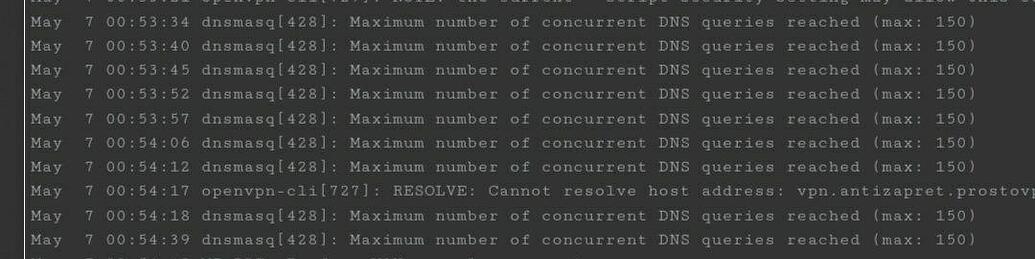 May  7 00:53:34 dnsmasq[428]: Maximum number of concurrent DNS queries reached (max: 150)
May  7 00:53:40 dnsmasq[428]: Maximum number of concurrent DNS queries reached (max: 150)
May  7 00:53:45 dnsmasq[428]: Maximum number of concurrent DNS queries reached (max: 150)
May  7 00:53:52 dnsmasq[428]: Maximum number of concurrent DNS queries reached (max: 150)
May  7 00:53:57 dnsmasq[428]: Maximum number of concurrent DNS queries reached (max: 150)
May  7 00:54:06 dnsmasq[428]: Maximum number of concurrent DNS queries reached (max: 150)
May  7 00:54:12 dnsmasq[428]: Maximum number of concurrent DNS queries reached (max: 150)
May  7 00:54:17 openvpn-cli[727]: RESOLVE: Cannot resolve host address: vpn.antizapret.prostovp
May  7 00:54:18 dnsmasq[428]: Maximum number of concurrent DNS queries reached (max: 150)
May  7 00:54:39 dnsmasq[428]: Maximum number of concurrent DNS queries reached (max: 150)